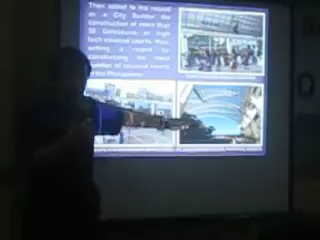 Then added to his record
as a City Builder the
construction of more than
50 Gymnasiums or high
tech covered courts, thus
setting a record for
constructing the most
number of covered courts
in the Philippines.